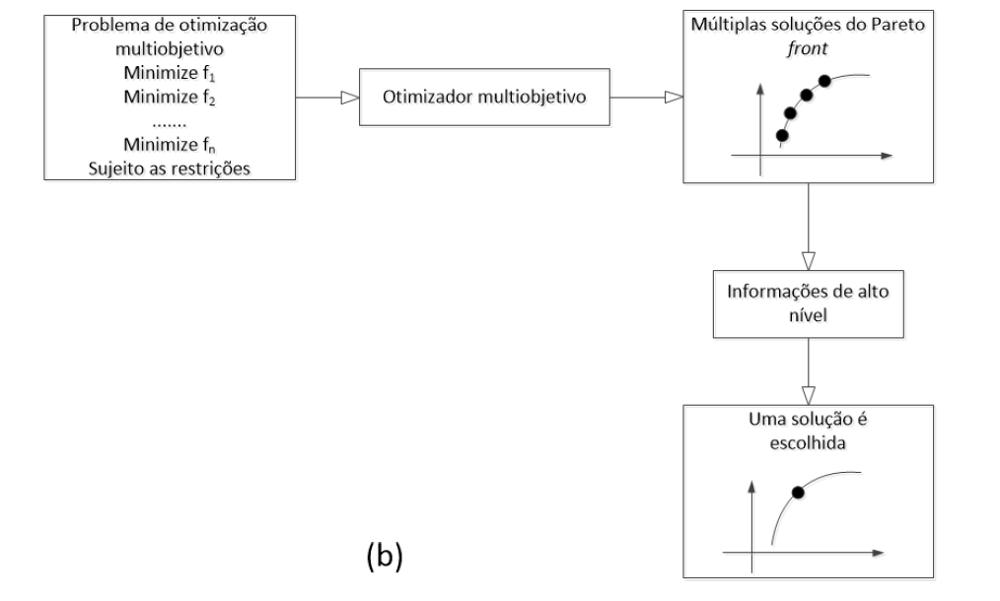 Problema de otimização
multiobjetivo
Minimize f₁
Minimize f₂
.......
Minimize fₙ
Sujeito as restrições
Otimizador multiobjetivo
Múltiplas soluções do Pareto
front
Informações de alto
nível
Uma solução é
escolhida
(b)